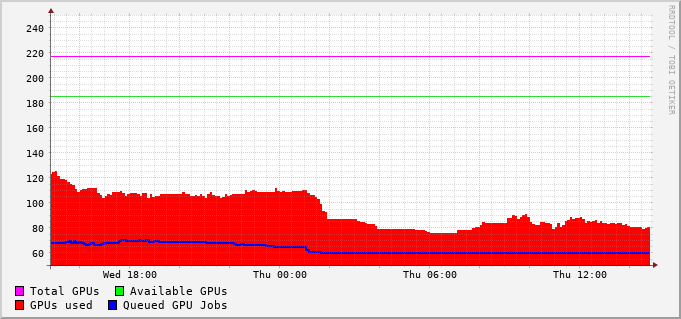 RRDTOOL / TOBI OETIKER
240
220
200
180
160
140
120
100
80
60
Wed 18:00 Thu 00:00 Thu 06:00 Thu 12:00
Total GPUs Available GPUs
GPUs used Queued GPU Jobs